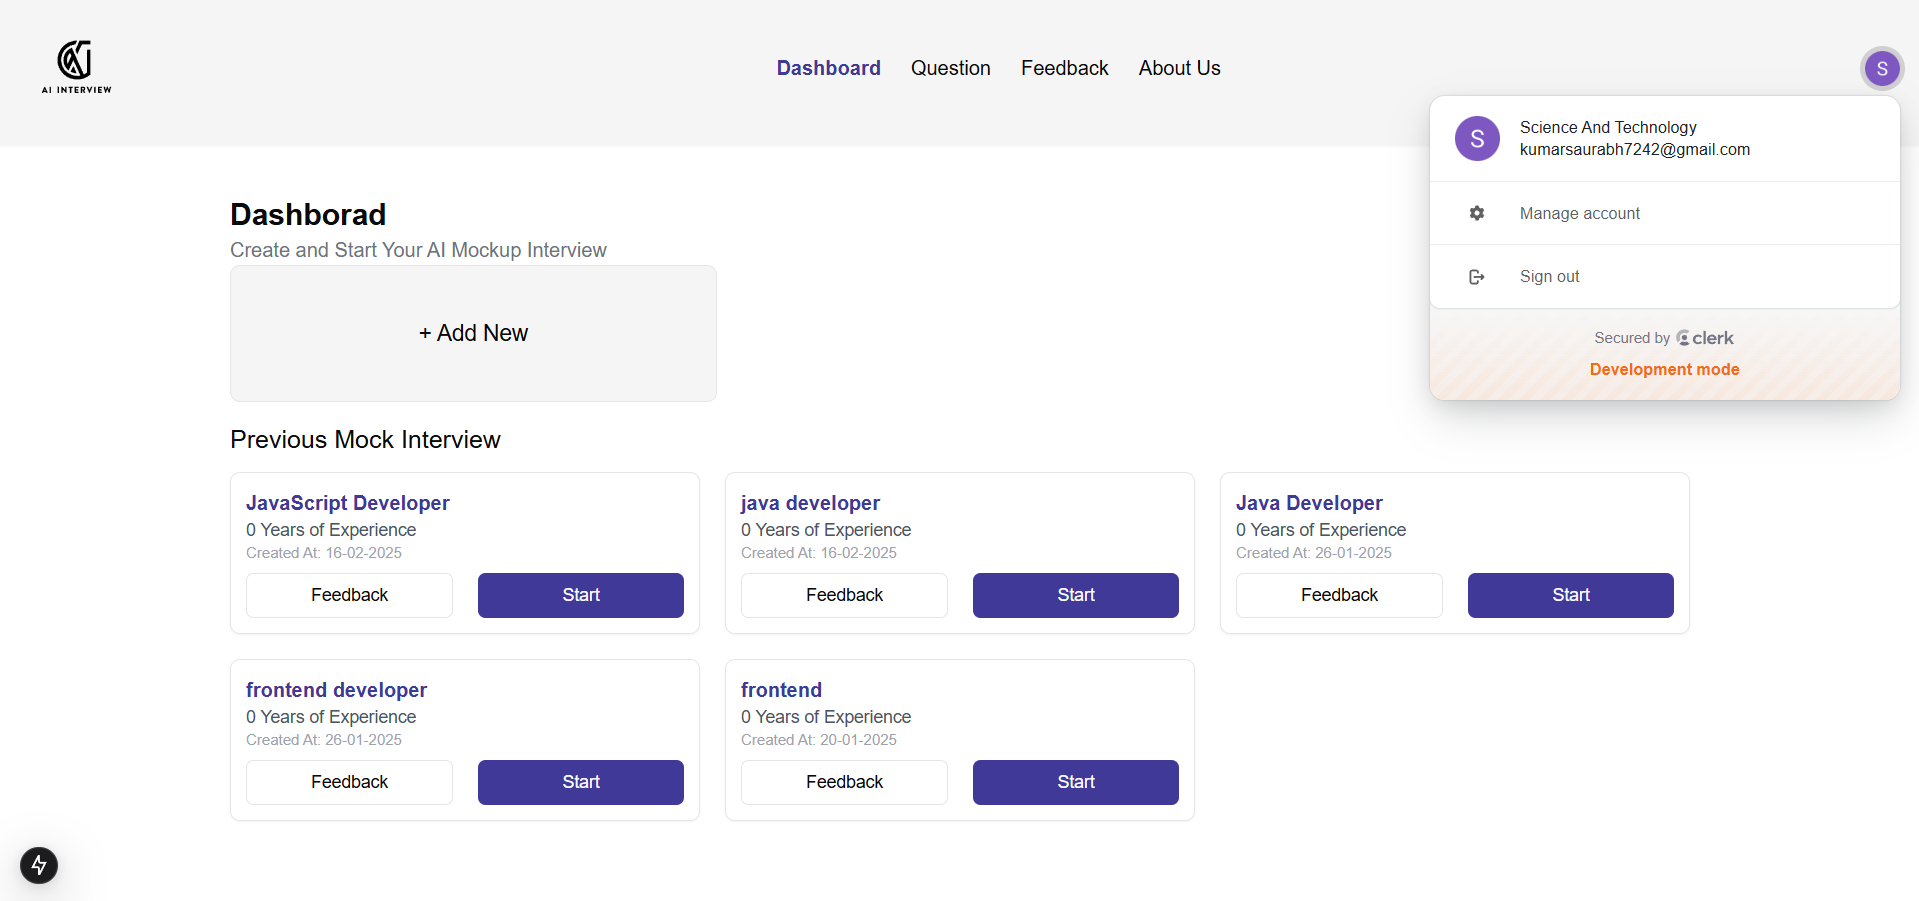 AI INTERVIEW
Dashboard Question Feedback About Us
S
S
Science And Technology
kumarsaurabh7242@gmail.com
Manage account
Sign out
Secured by clerk
Development mode
Dashborad
Create and Start Your AI Mockup Interview
+ Add New
Previous Mock Interview
JavaScript Developer
0 Years of Experience
Created At: 16-02-2025
Feedback Start
java developer
0 Years of Experience
Created At: 16-02-2025
Feedback Start
Java Developer
0 Years of Experience
Created At: 26-01-2025
Feedback Start
frontend developer
0 Years of Experience
Created At: 26-01-2025
Feedback Start
frontend
0 Years of Experience
Created At: 20-01-2025
Feedback Start